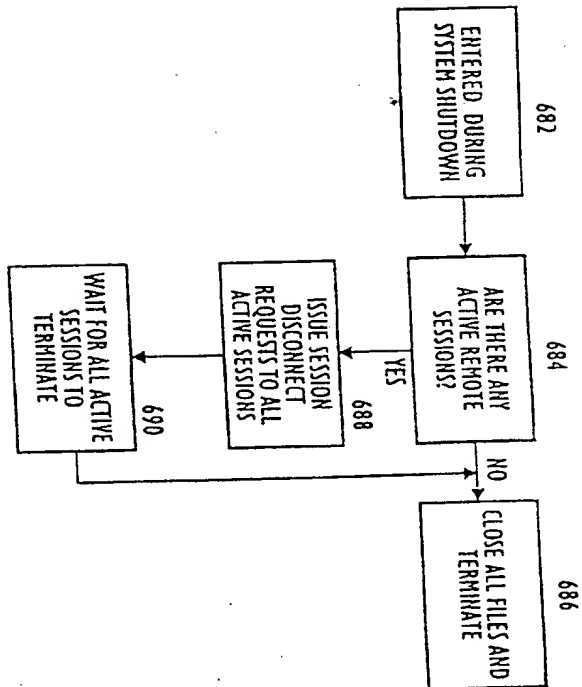 682
ENTERED DURING
SYSTEM SHUTDOWN
684
ARE THERE ANY
ACTIVE REMOTE
SESSIONS?
NO
YES
686
CLOSE ALL FILES AND
TERMINATE
688
ISSUE SESSION
DISCONNECT
REQUESTS TO ALL
ACTIVE SESSIONS
690
WAIT FOR ALL ACTIVE
SESSIONS TO
TERMINATE